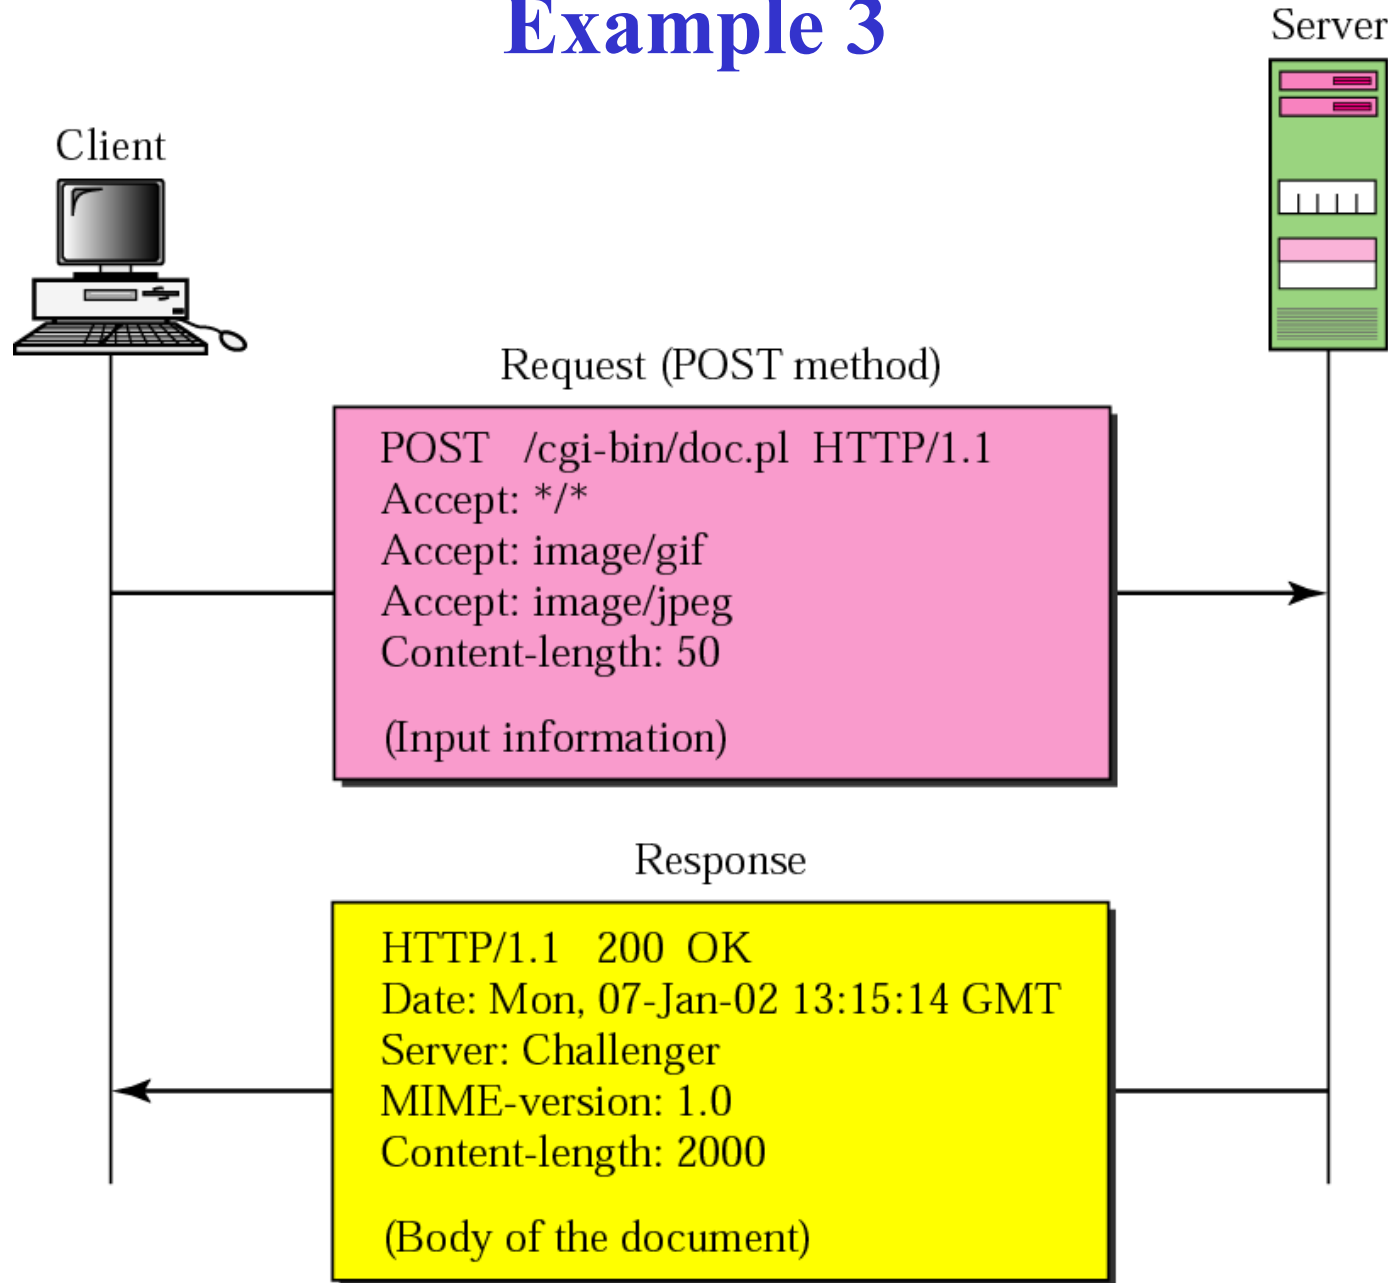 Example 3
Server
Client
Request (POST method)
POST /cgi-bin/doc.pl HTTP/1.1
Accept: */*
Accept: image/gif
Accept: image/jpeg
Content-length: 50
(Input information)
Response
HTTP/1.1 200 OK
Date: Mon, 07-Jan-02 13:15:14 GMT
Server: Challenger
MIME-version: 1.0
Content-length: 2000
(Body of the document)